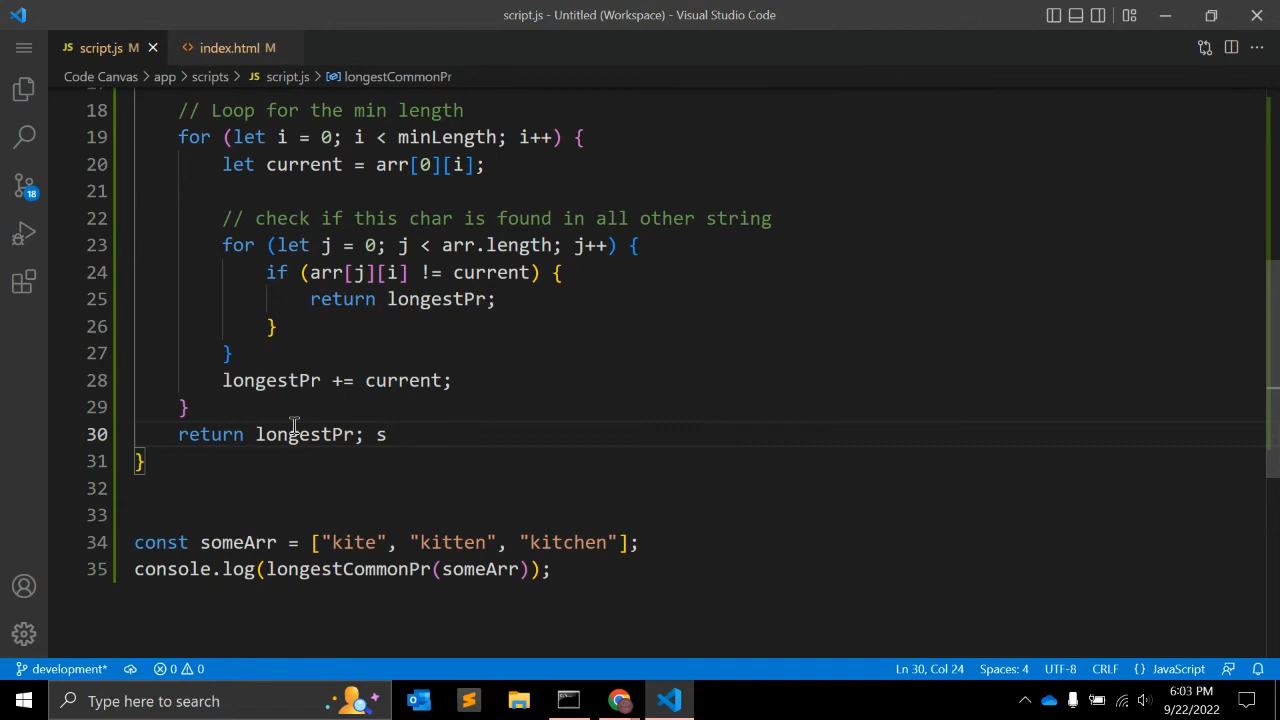 script.js - Untitled (Workspace) - Visual Studio Code
JS script.js M
<> index.html M
Code Canvas > app > scripts > JS script.js > longestCommonPr
18 // Loop for the min length
19 for (let i = 0; i < minLength; i++) {
20 let current = arr[0][i];
21
22 // check if this char is found in all other string
23 for (let j = 0; j < arr.length; j++) {
24 if (arr[j][i] != current) {
25 return longestPr;
26 }
27 }
28 longestPr += current;
29 }
30 return longestPr; s
31 }
32
33
34 const someArr = ["kite", "kitten", "kitchen"];
35 console.log(longestCommonPr(someArr));
18
development* 0 0 Ln 30, Col 24 Spaces: 4 UTF-8 CRLF {} JavaScript
Type here to search
6:03 PM
9/22/2022